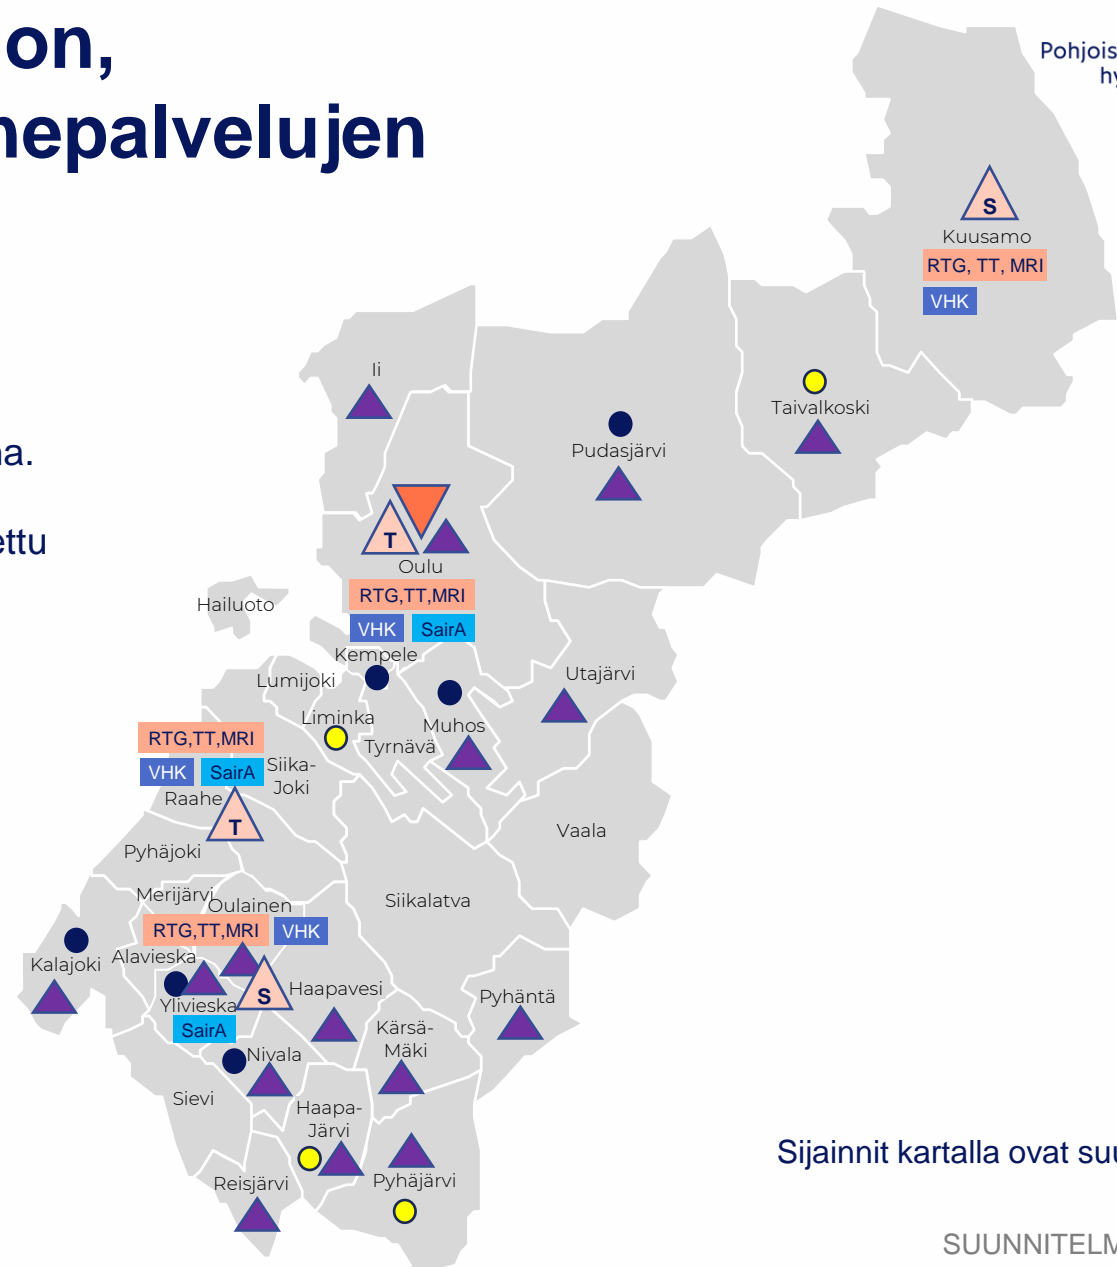 on,
nepalvelujen
Pohjois
hy
na.
ettu
S
Kuusamo
RTG, TT, MRI
VHK
Ii
Taivalkoski
Pudasjärvi
T
Oulu
RTG,TT,MRI
VHK SairA
Hailuoto
Kempele
Lumijoki
Utajärvi
Liminka
Muhos
Tyrnävä
RTG,TT,MRI
VHK SairA
Siika-
Joki
Raahe
T
Vaala
Pyhäjoki
Merijärvi
Siikalatva
Oulainen
RTG,TT,MRI VHK
Alavieska
Kalajoki
S
Haapavesi
Pyhäntä
Ylivieska
SairA
Kärsä-
Mäki
Nivala
Sievi
Haapa-
Järvi
Reisjärvi
Pyhäjärvi
Sijainnit kartalla ovat suu
SUUNNITELM